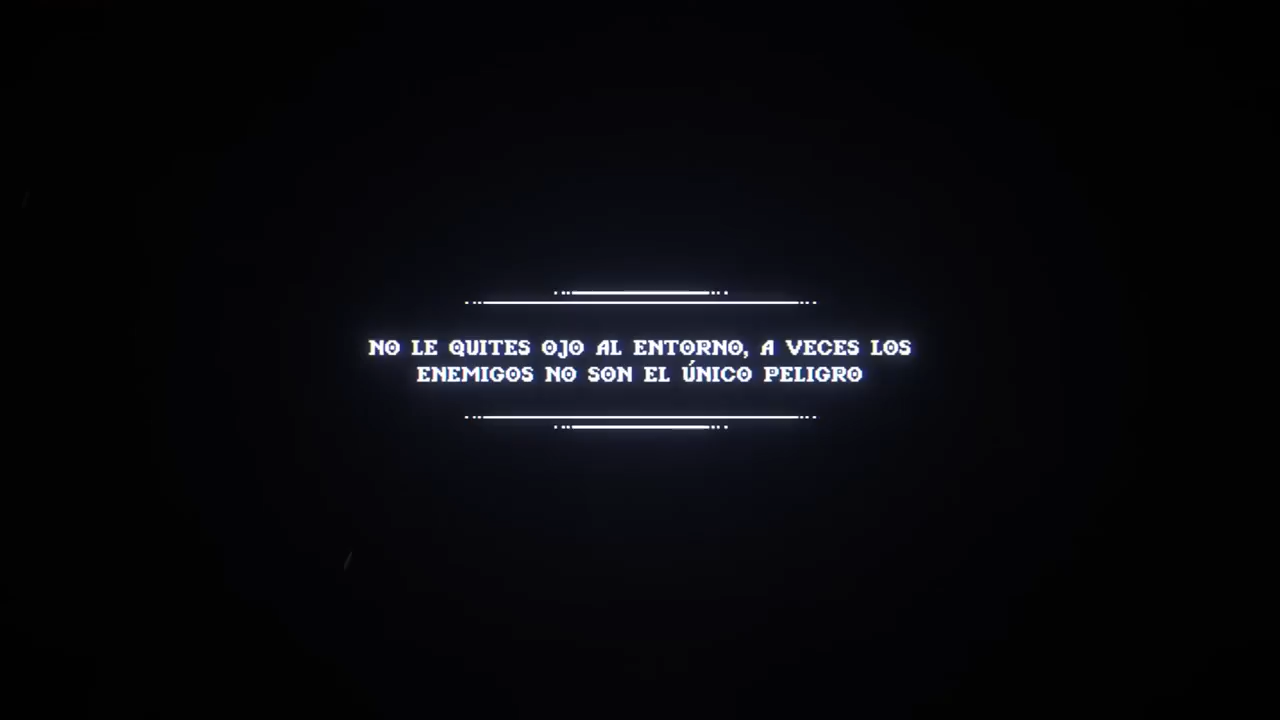 NO LE QUITES OJO AL ENTORNO, A VECES LOS
ENEMIGOS NO SON EL ÚNICO PELIGRO